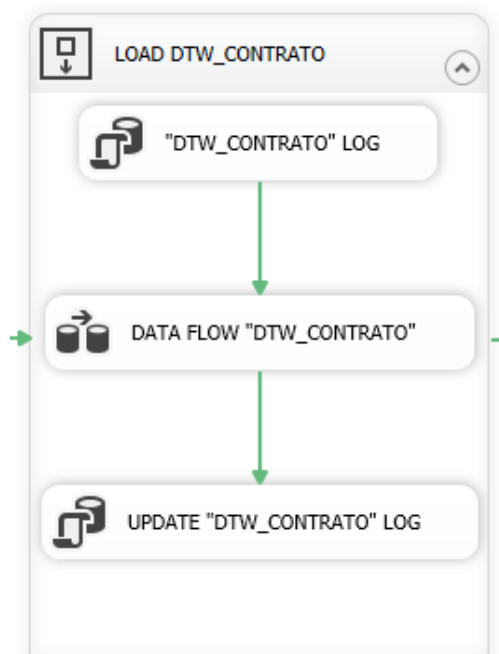 LOAD DTW_CONTRATO
"DTW_CONTRATO" LOG
DATA FLOW "DTW_CONTRATO"
UPDATE "DTW_CONTRATO" LOG